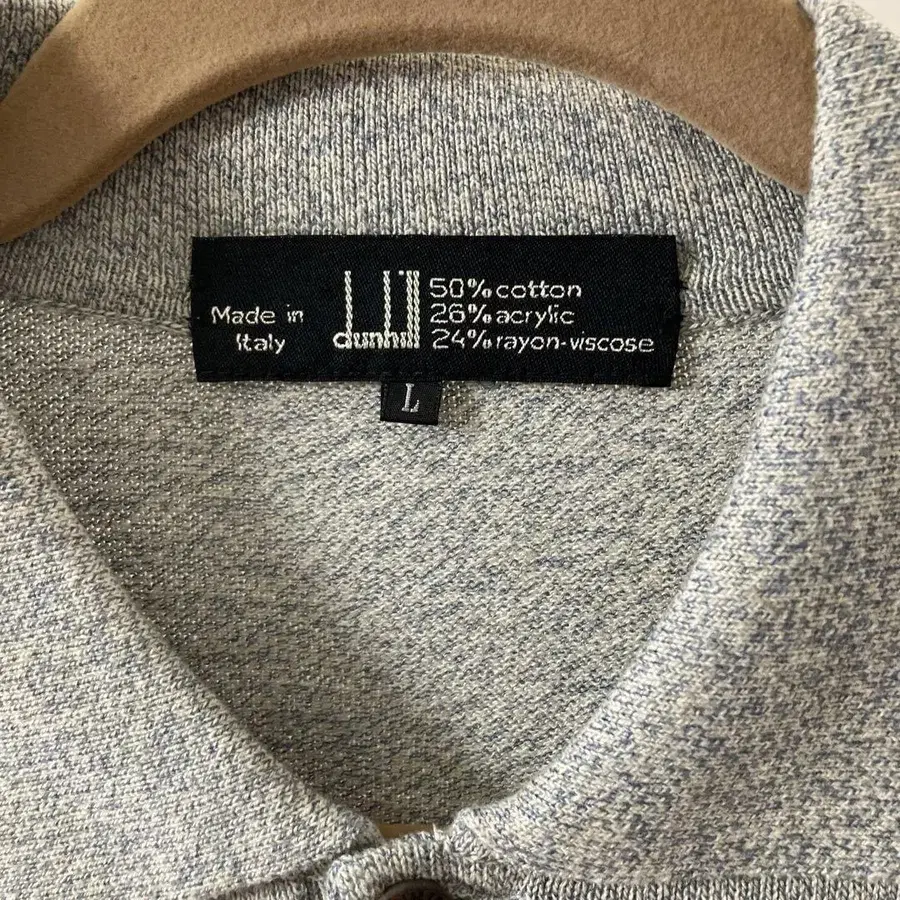 Made in
Italy
dunhill
50% cotton
26% acrylic
24% rayon-viscose
L